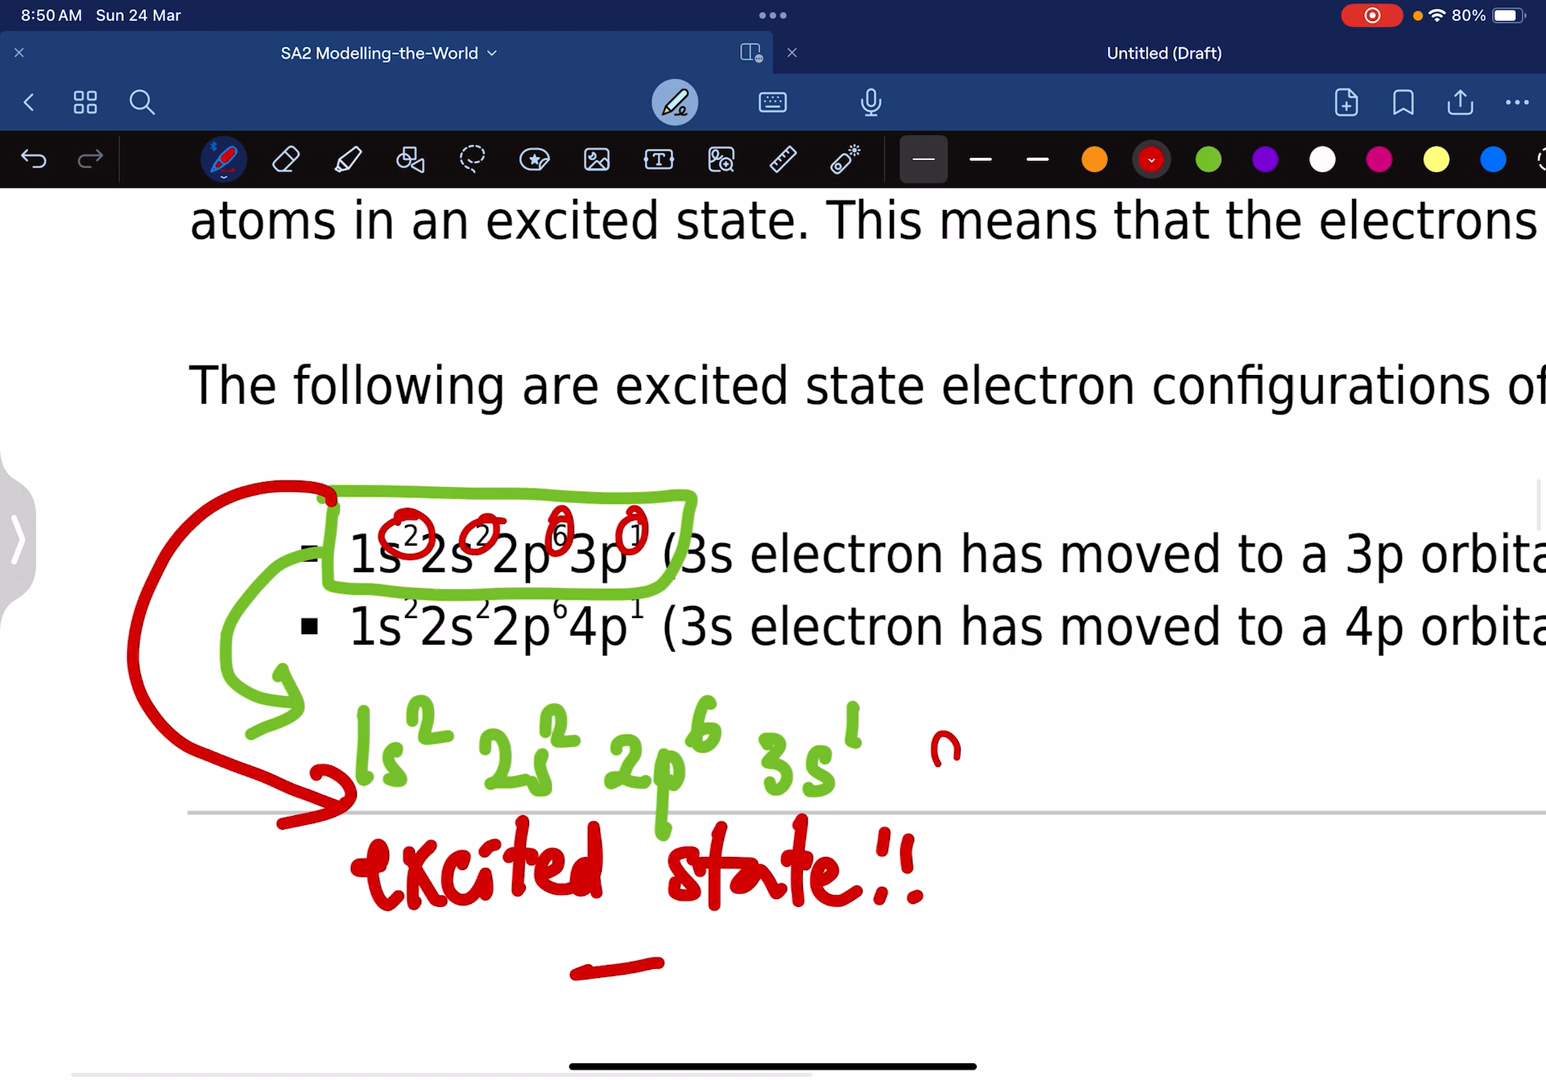 8:50 AM Sun 24 Mar
80%
SA2 Modelling-the-World
Untitled (Draft)
atoms in an excited state. This means that the electrons
The following are excited state electron configurations of
1s²2s²2p⁶3p¹ (3s electron has moved to a 3p orbita
■ 1s²2s²2p⁶4p¹ (3s electron has moved to a 4p orbita
1s² 2s² 2p⁶ 3s¹
excited state!!